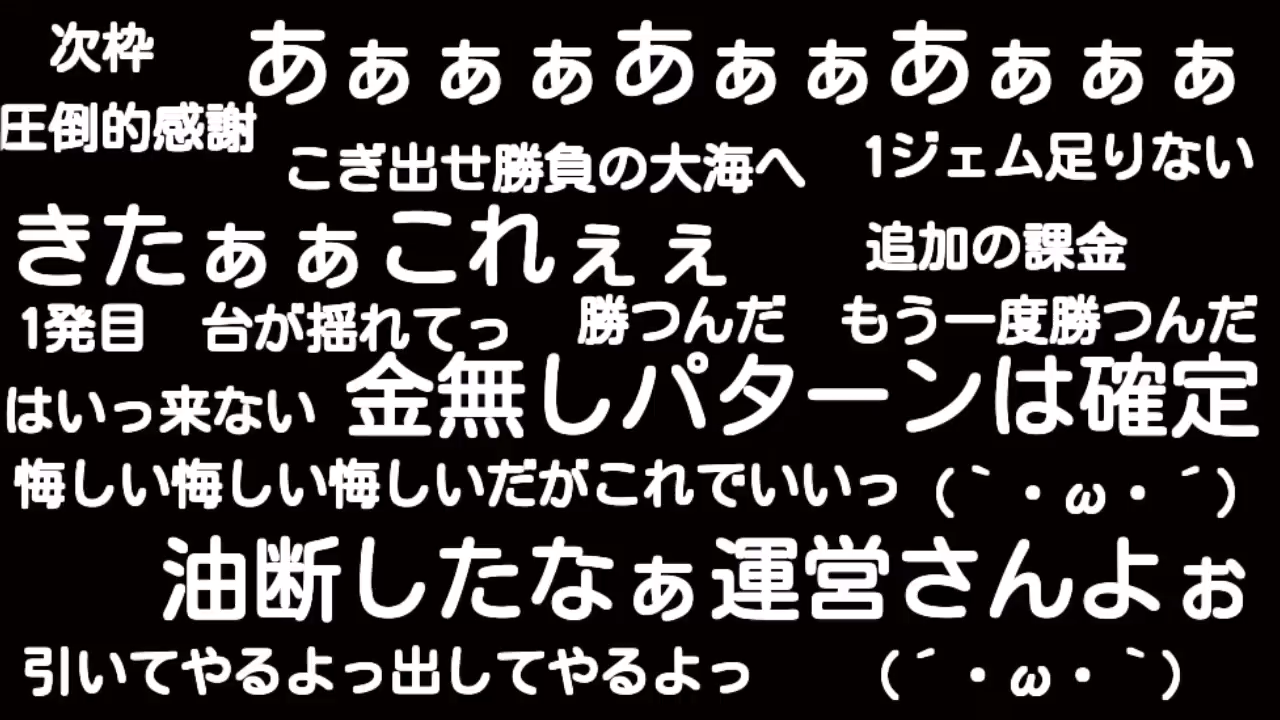 次枠
あぁぁぁあぁぁあぁぁぁ
圧倒的感謝
こぎ出せ勝負の大海へ
1ジェム足りない
きたぁぁこれぇぇ
追加の課金
1発目 台が揺れてっ
勝つんだ もう一度勝つんだ
はいっ来ない
金無しパターンは確定
悔しい悔しい悔しいだがこれでいいっ
(｀・ω・´)
油断したなぁ運営さんよぉ
引いてやるよっ出してやるよっ
(´・ω・｀)